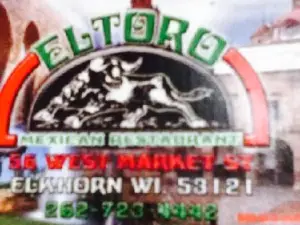 ELTORO
MEXICAN RESTAURANT
56 WEST MARKET ST
ELKHORN WI. 53121
262-723-4442